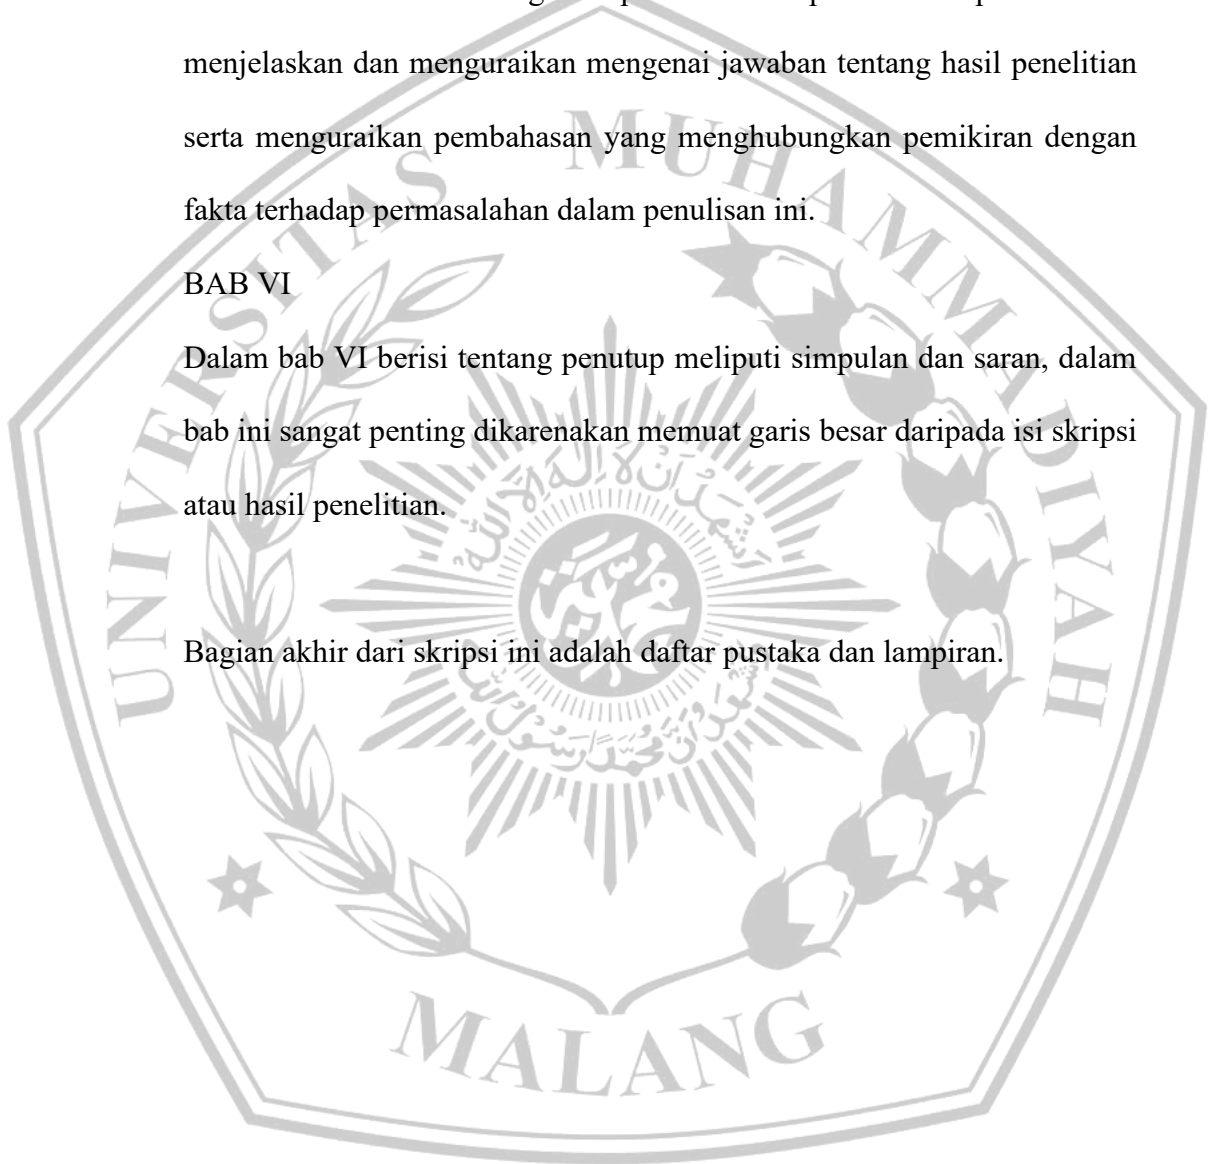 menjelaskan dan menguraikan mengenai jawaban tentang hasil penelitian
serta menguraikan pembahasan yang menghubungkan pemikiran dengan
fakta terhadap permasalahan dalam penulisan ini.
BAB VI
Dalam bab VI berisi tentang penutup meliputi simpulan dan saran, dalam
bab ini sangat penting dikarenakan memuat garis besar daripada isi skripsi
atau hasil penelitian.
Bagian akhir dari skripsi ini adalah daftar pustaka dan lampiran.
UNIVERSITAS MUHAMMADIYAH
MALANG